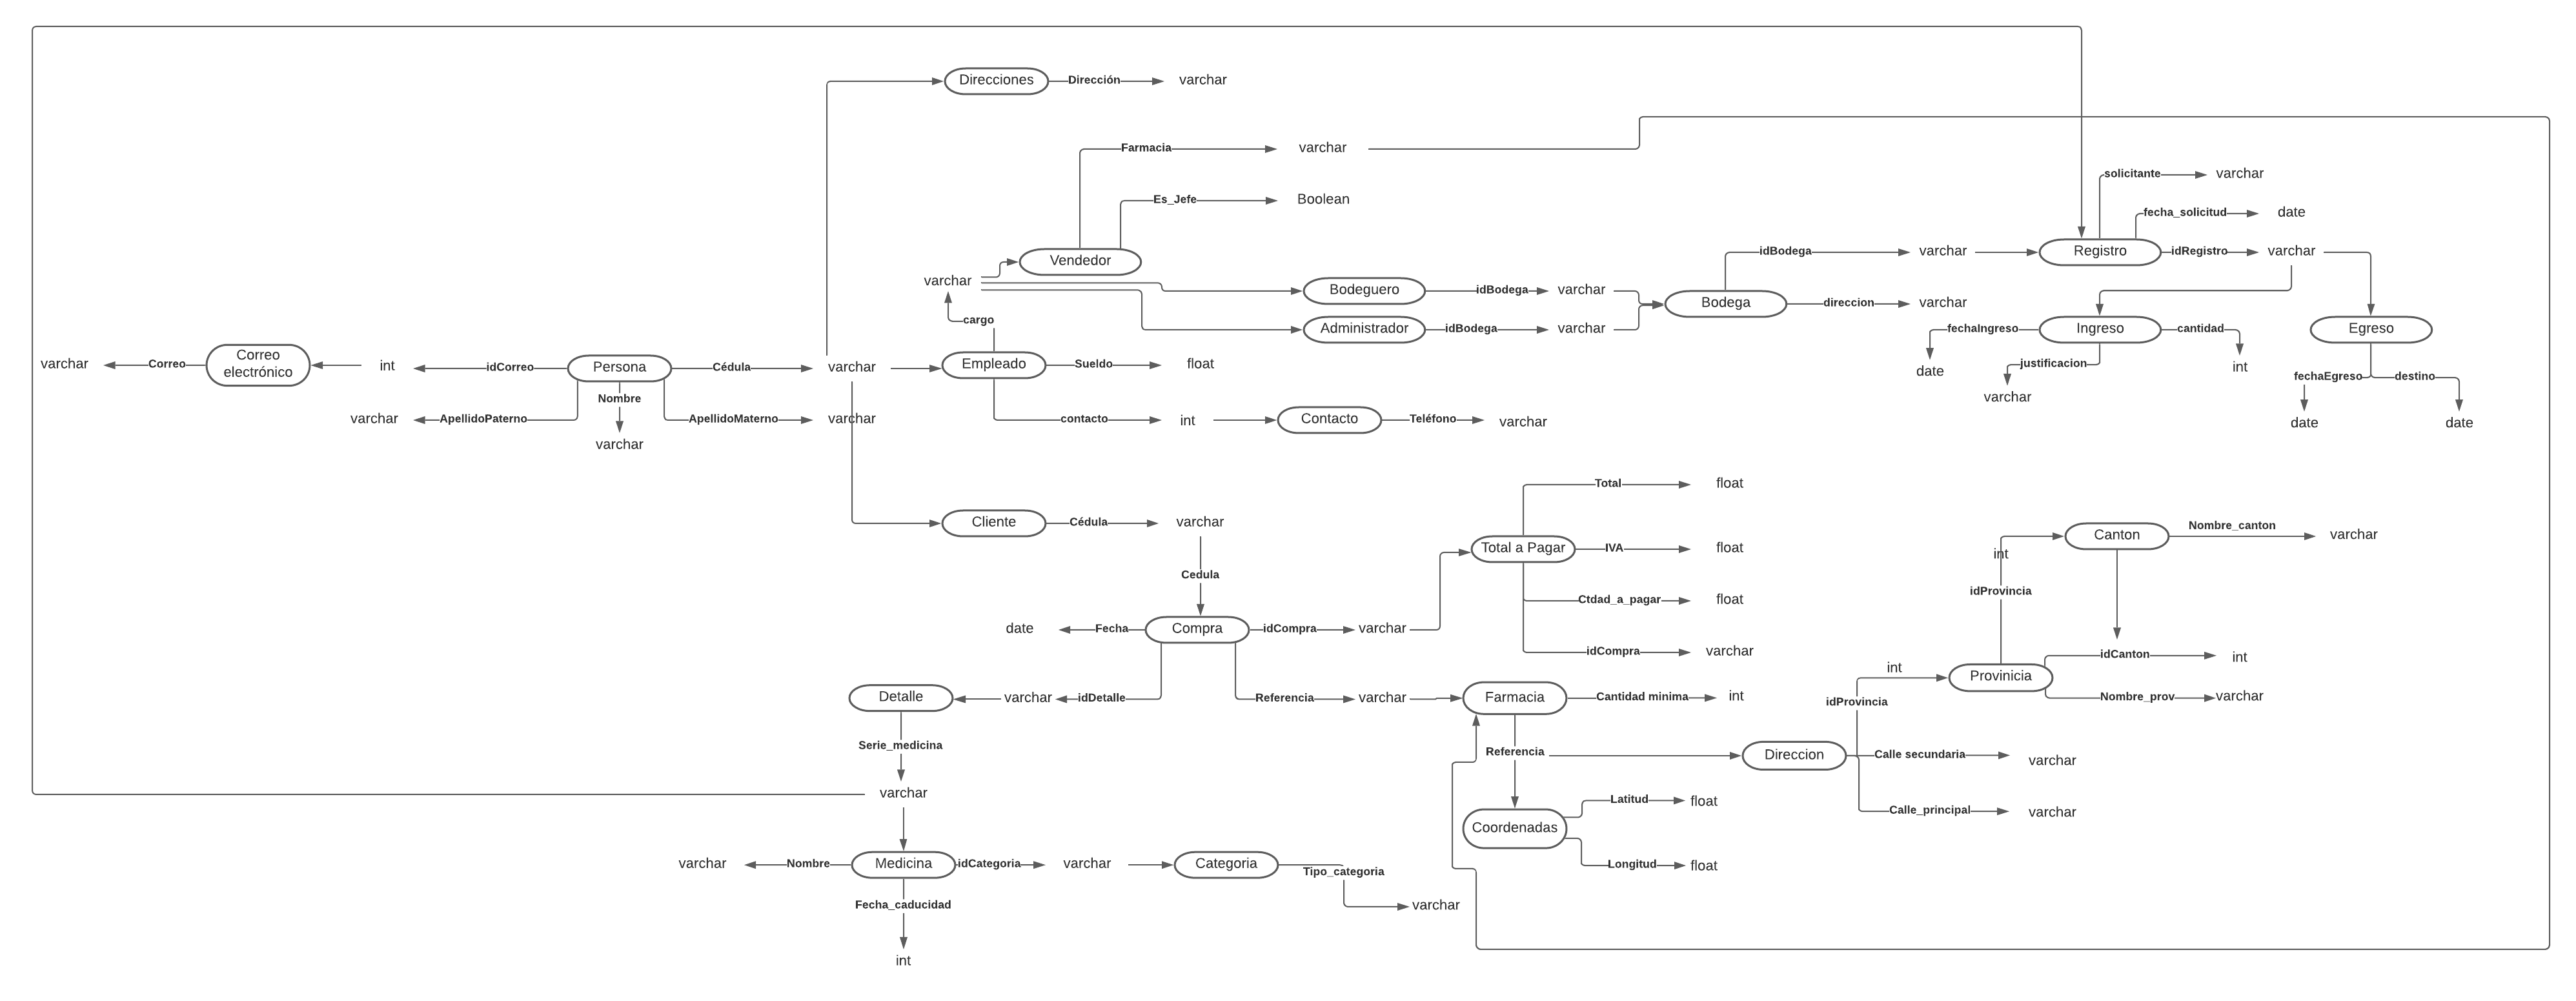 Direcciones
Dirección
varchar
Farmacia
varchar
Es_Jefe
Boolean
solicitante
varchar
fecha_solicitud
date
Vendedor
idBodega
varchar
Registro
idRegistro
varchar
varchar
Bodeguero
idBodega
varchar
Bodega
direccion
varchar
cargo
Administrador
idBodega
varchar
fechaIngreso
Ingreso
cantidad
Egreso
varchar
Correo
Correo
electrónico
int
idCorreo
Persona
Cédula
varchar
Empleado
Sueldo
float
date
justificacion
int
fechaEgreso
destino
varchar
Nombre
varchar
ApellidoPaterno
ApellidoMaterno
varchar
contacto
int
Contacto
Teléfono
varchar
date
date
varchar
Total
float
Cliente
Cédula
varchar
Canton
Nombre_canton
varchar
Total a Pagar
IVA
float
int
Cedula
idProvincia
Ctdad_a_pagar
float
date
Fecha
Compra
idCompra
varchar
idCompra
varchar
idCanton
int
int
Provinicia
Detalle
varchar
idDetalle
Referencia
varchar
Farmacia
Cantidad minima
int
idProvincia
Nombre_prov
varchar
Serie_medicina
Referencia
Direccion
Calle secundaria
varchar
varchar
Latitud
float
Calle_principal
varchar
Coordenadas
varchar
Nombre
Medicina
idCategoria
varchar
Categoria
Tipo_categoria
Longitud
float
Fecha_caducidad
varchar
int